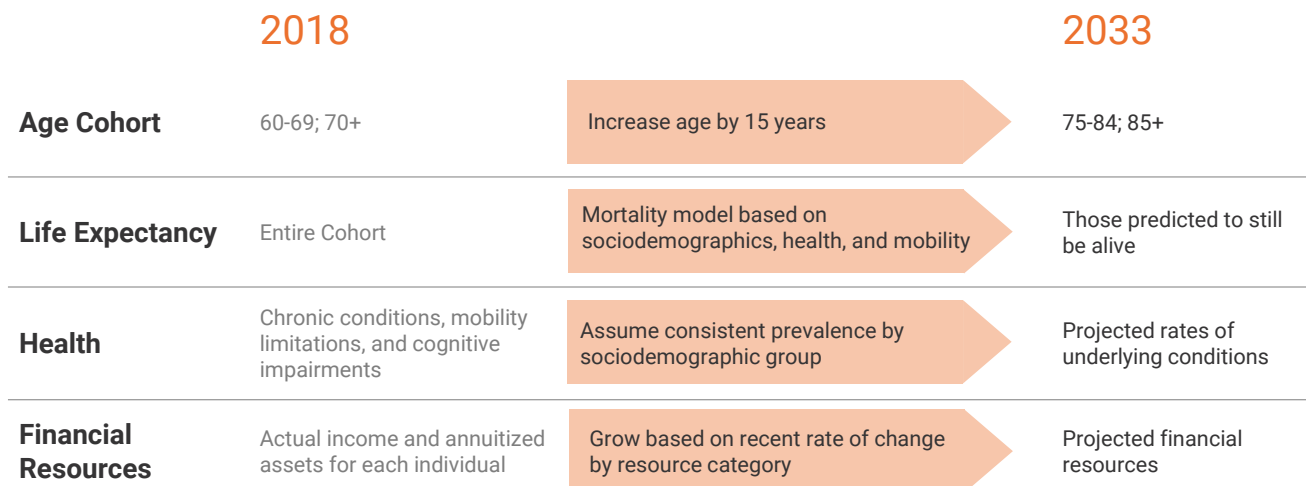 2018
2033
Age Cohort
60-69; 70+
Increase age by 15 years
75-84; 85+
Life Expectancy
Entire Cohort
Mortality model based on
sociodemographics, health, and mobility
Those predicted to still
be alive
Health
Chronic conditions, mobility
limitations, and cognitive
impairments
Assume consistent prevalence by
sociodemographic group
Projected rates of
underlying conditions
Financial
Resources
Actual income and annuitized
assets for each individual
Grow based on recent rate of change
by resource category
Projected financial
resources